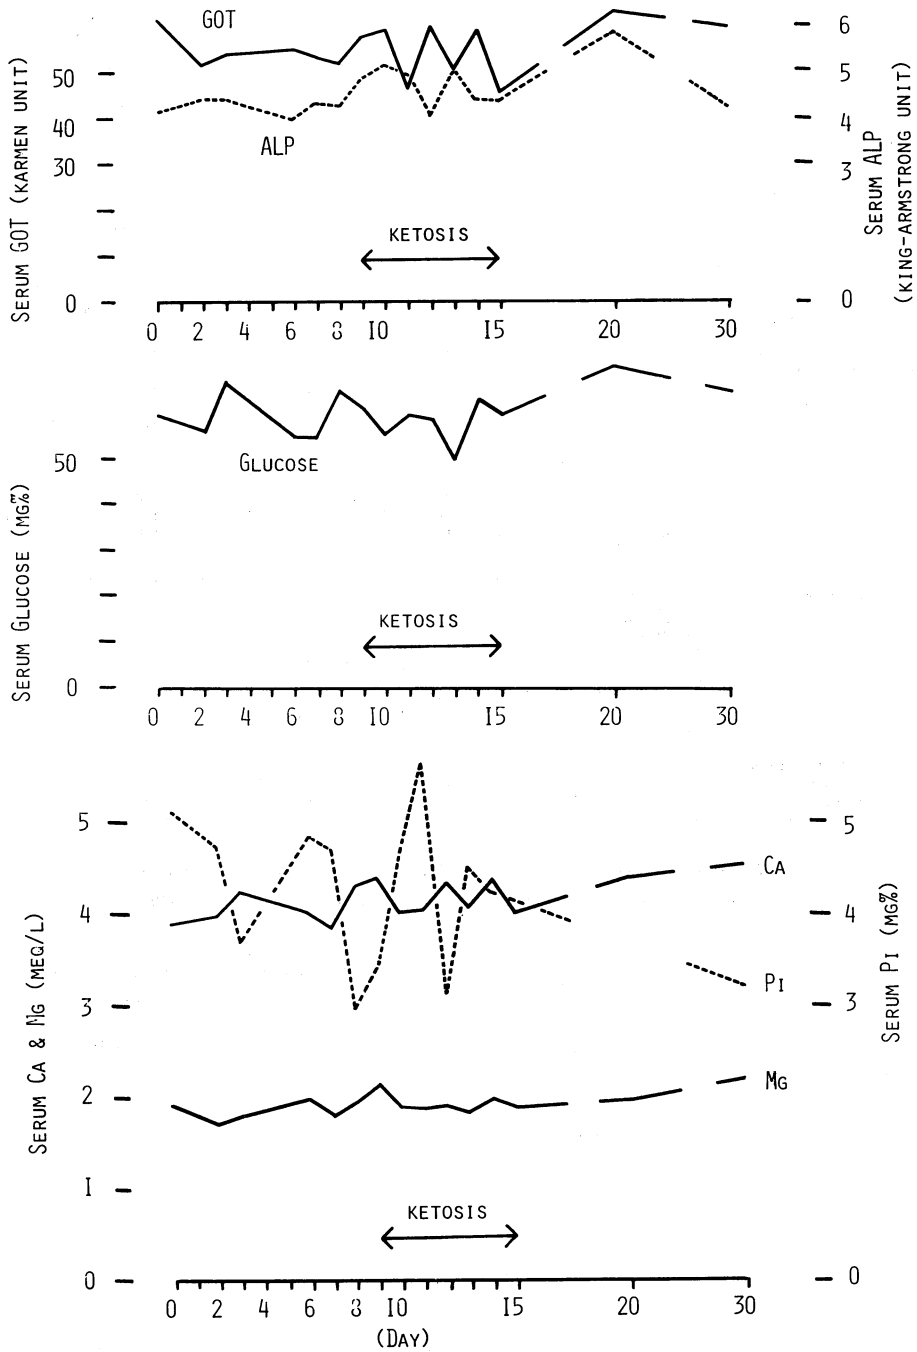 GOT
50
40
30
0
ALP
SERUM GOT (KARMEN UNIT)
6
5
4
3
0
SERUM ALP
(KING-ARMSTRONG UNIT)
KETOSIS
0 2 4 6 8 10 15 20 30
50
0
GLUCOSE
SERUM GLUCOSE (MG%)
KETOSIS
0 2 4 6 8 10 15 20 30
5
4
3
2
1
0
SERUM CA & MG (MEQ/L)
5
4
3
0
SERUM PI (MG%)
CA
PI
MG
KETOSIS
0 2 4 6 8 10 15 20 30
(DAY)